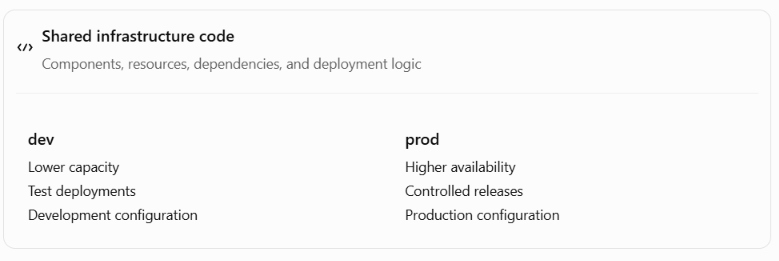 Shared infrastructure code
Components, resources, dependencies, and deployment logic
dev
Lower capacity
Test deployments
Development configuration
prod
Higher availability
Controlled releases
Production configuration